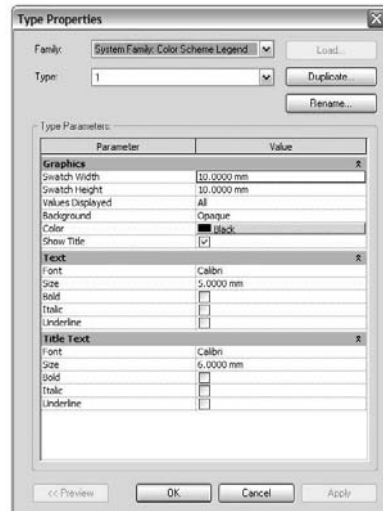 Type Properties
Family: System Family: Color Scheme Legend Load...
Type: 1 Duplicate...
Rename...
Type Parameters:
Parameter Value
Graphics
Swatch Width 10.0000 mm
Swatch Height 10.0000 mm
Values Displayed All
Background Opaque
Color Black
Show Title
Text
Font Calibri
Size 5.0000 mm
Bold
Italic
Underline
Title Text
Font Calibri
Size 6.0000 mm
Bold
Italic
Underline
<< Preview OK Cancel Apply